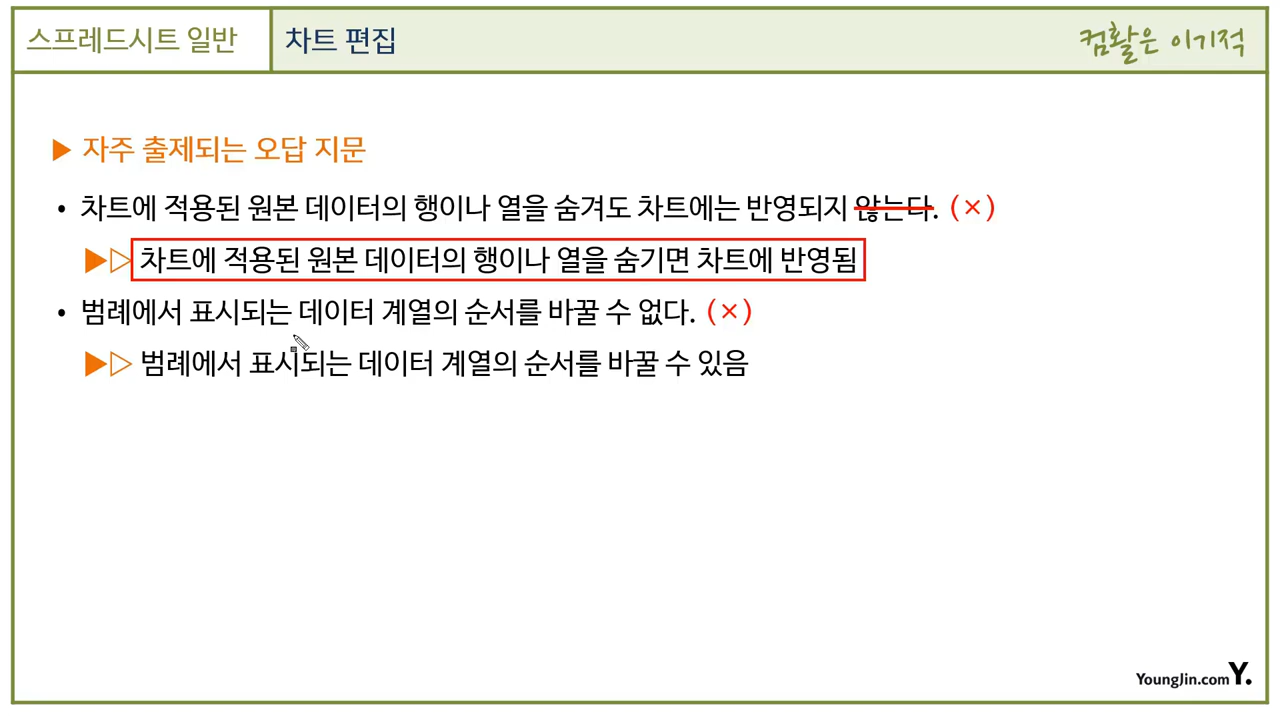 스프레드시트 일반
차트 편집
컴활은 이기적
▶ 자주 출제되는 오답 지문
• 차트에 적용된 원본 데이터의 행이나 열을 숨겨도 차트에는 반영되지 않는다. (×)
▶▷ 차트에 적용된 원본 데이터의 행이나 열을 숨기면 차트에 반영됨
• 범례에서 표시되는 데이터 계열의 순서를 바꿀 수 없다. (×)
▶▷ 범례에서 표시되는 데이터 계열의 순서를 바꿀 수 있음
YoungJin.com Y.